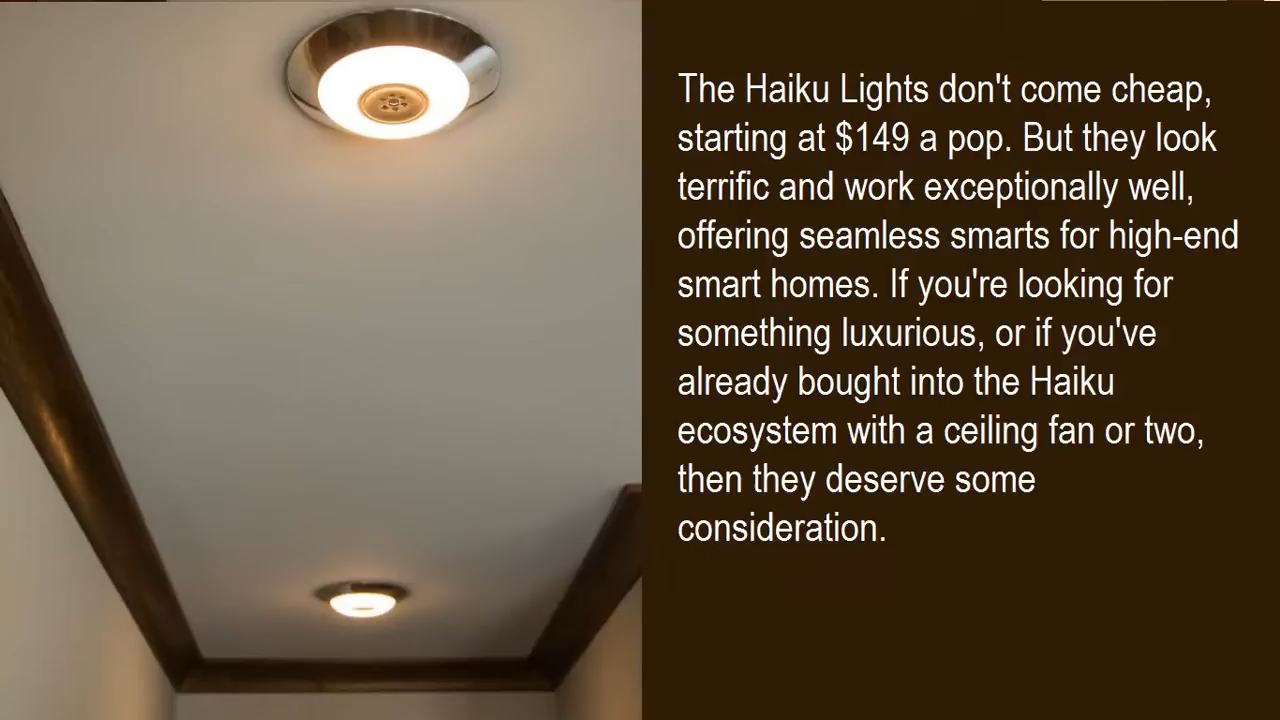 The Haiku Lights don't come cheap,
starting at $149 a pop. But they look
terrific and work exceptionally well,
offering seamless smarts for high-end
smart homes. If you're looking for
something luxurious, or if you've
already bought into the Haiku
ecosystem with a ceiling fan or two,
then they deserve some
consideration.